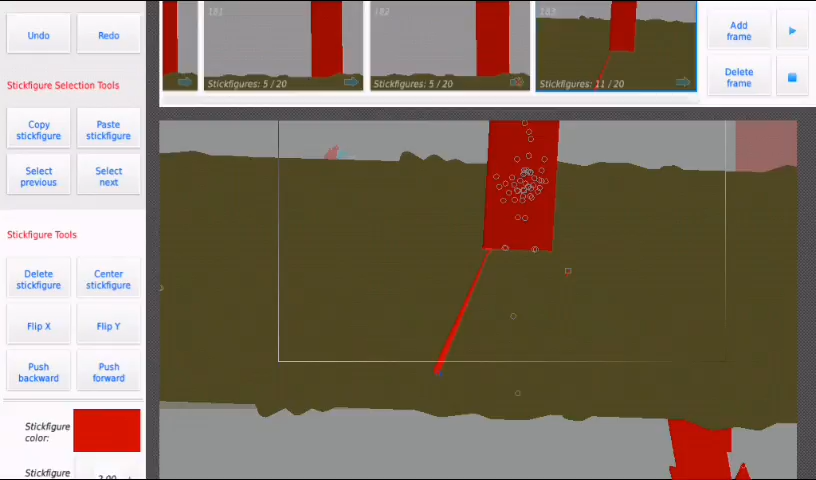 Undo
Redo
Stickfigure Selection Tools
Copy
stickfigure
Paste
stickfigure
Select
previous
Select
next
Stickfigure Tools
Delete
stickfigure
Center
stickfigure
Flip X
Flip Y
Push
backward
Push
forward
Stickfigure
color:
Stickfigure
181
Stickfigures: 5 / 20
182
Stickfigures: 5 / 20
183
Stickfigures: 11 / 20
Add
frame
Delete
frame